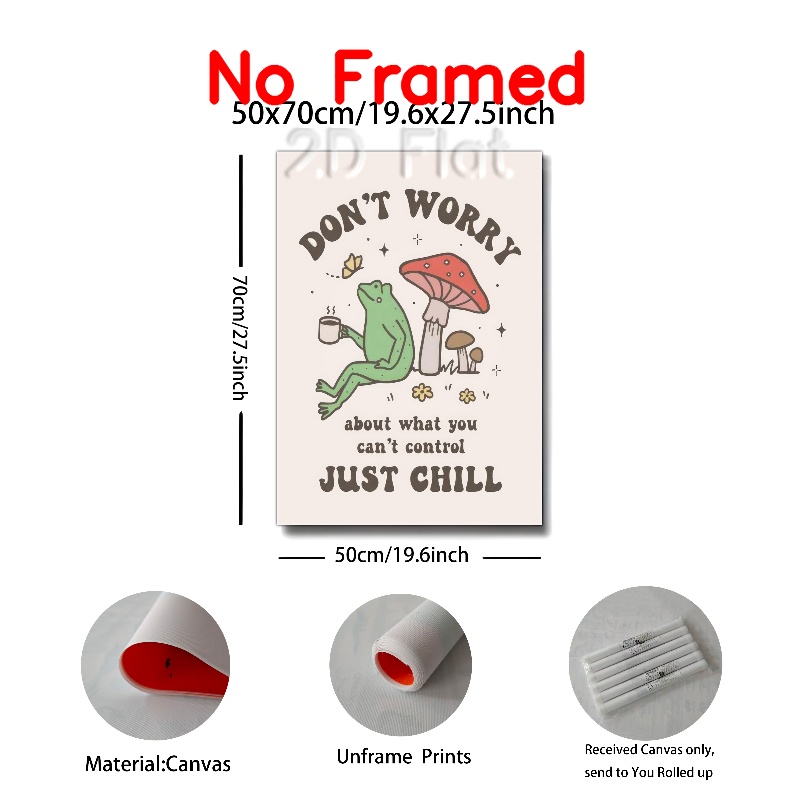 No Framed
50x70cm/19.6x27.5inch
2.D Flat.
DON'T WORRY
about what you
can't control
JUST CHILL
70cm/27.5inch
50cm/19.6inch
Material:Canvas
Unframe Prints
Received Canvas only,
send to You Rolled up